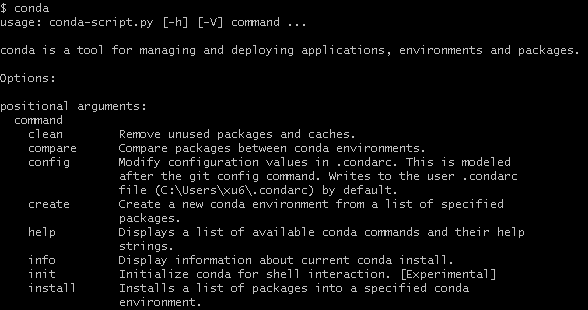 $ conda
usage: conda-script.py [-h] [-V] command ...
conda is a tool for managing and deploying applications, environments and packages.
Options:
positional arguments:
command
clean Remove unused packages and caches.
compare Compare packages between conda environments.
config Modify configuration values in .condarc. This is modeled
after the git config command. Writes to the user .condarc
file (C:\Users\xu6\.condarc) by default.
create Create a new conda environment from a list of specified
packages.
help Displays a list of available conda commands and their help
strings.
info Display information about current conda install.
init Initialize conda for shell interaction. [Experimental]
install Installs a list of packages into a specified conda
environment.